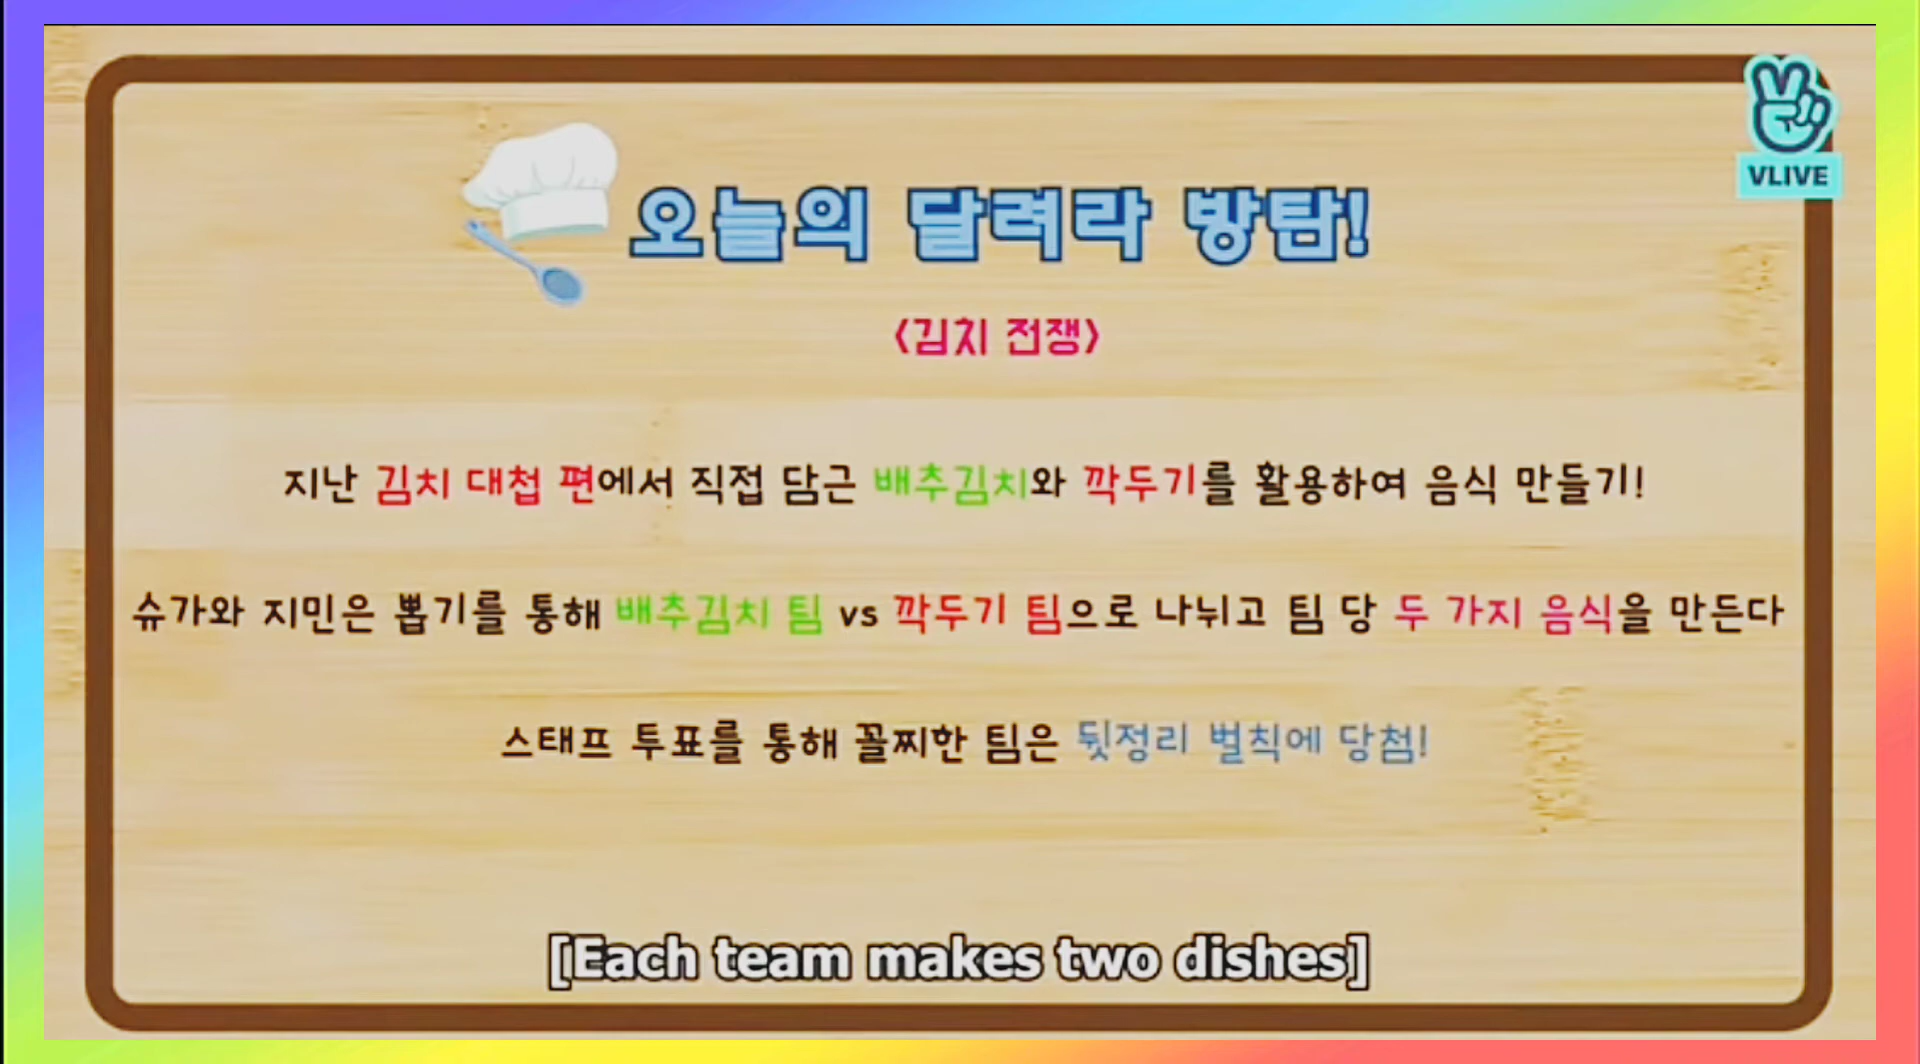 VLIVE
오늘의 달려라 방탐!
<김치 전쟁>
지난 김치 대첩 편에서 직접 담근 배추김치와 깍두기를 활용하여 음식 만들기!
슈가와 지민은 뽑기를 통해 배추김치 팀 vs 깍두기 팀으로 나뉘고 팀 당 두 가지 음식을 만든다
스태프 투표를 통해 꼴찌한 팀은 뒷정리 벌칙에 당첨!
[Each team makes two dishes]